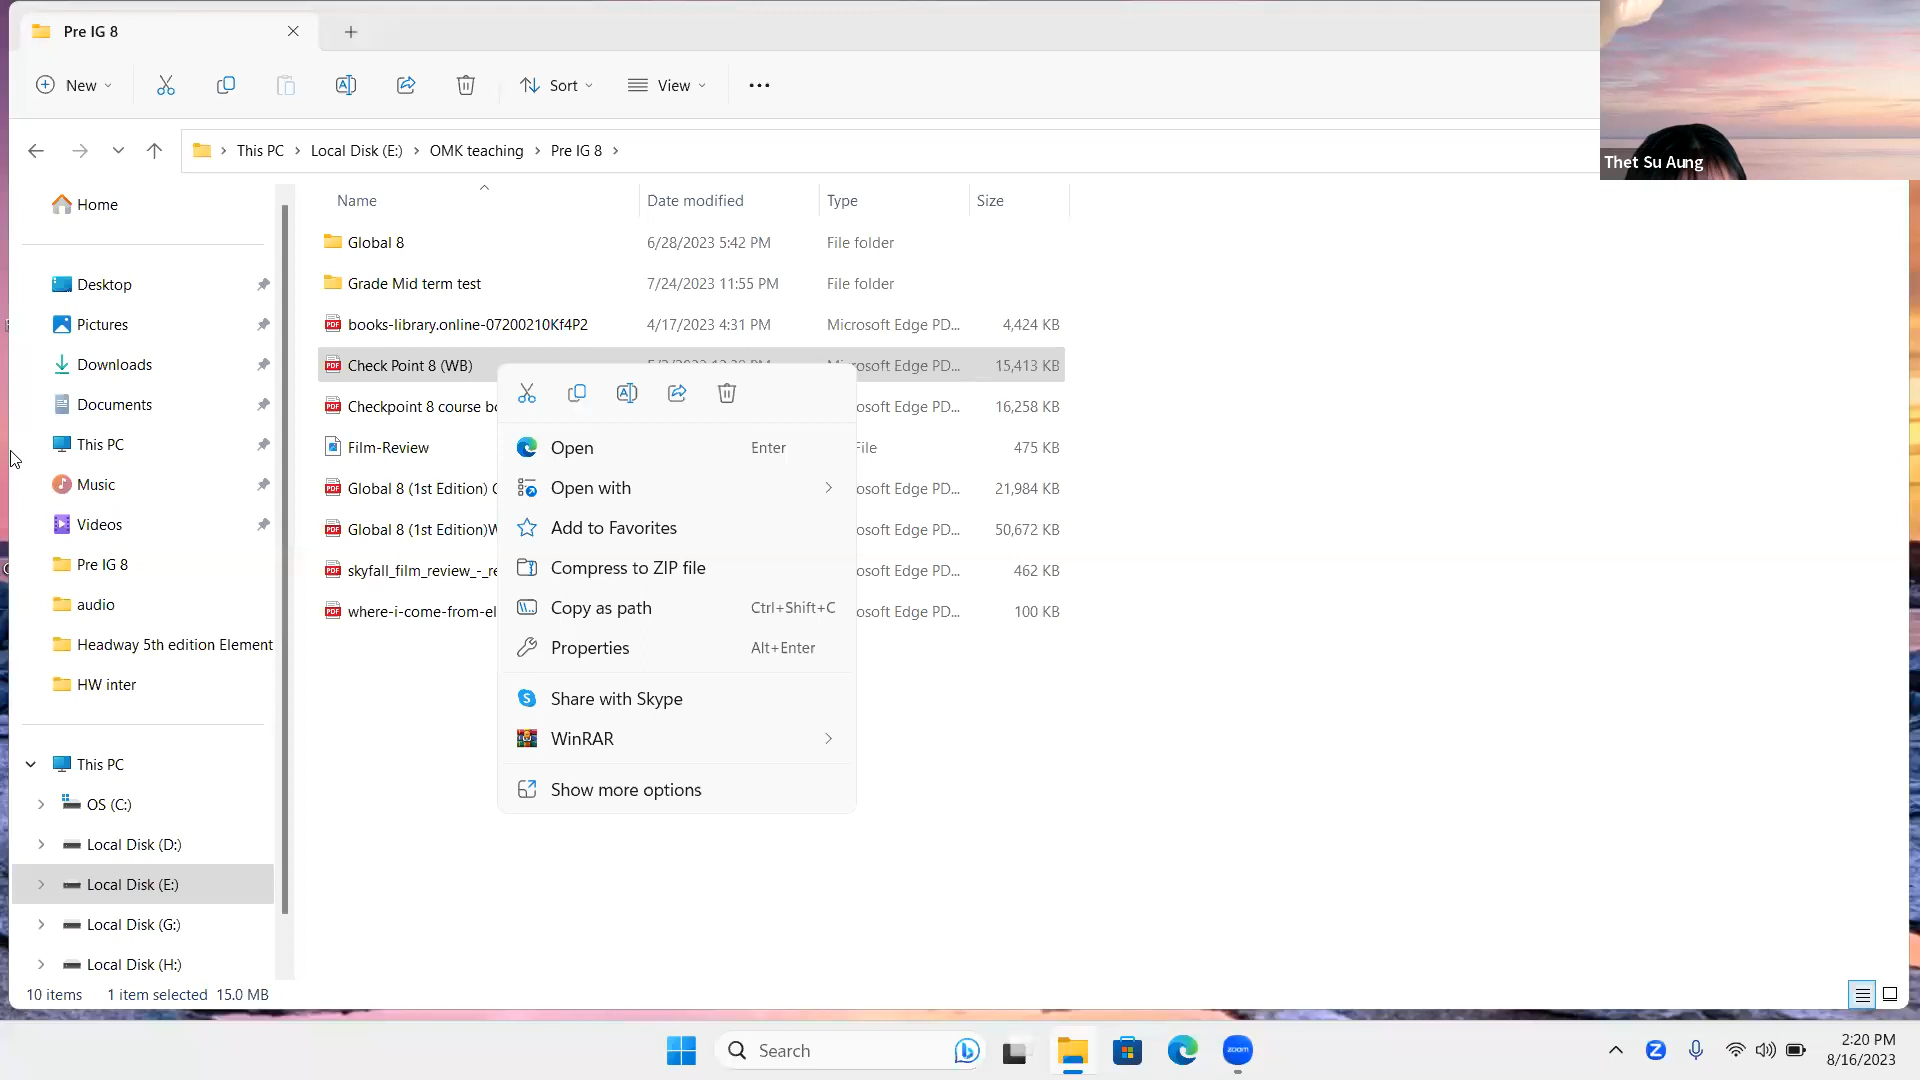 Pre IG 8
New
Sort
View
This PC
Local Disk (E:)
OMK teaching
Pre IG 8
Thet Su Aung
Name
Date modified
Type
Size
Home
Desktop
Pictures
Downloads
Documents
This PC
Music
Videos
Pre IG 8
audio
Headway 5th edition Element
HW inter
This PC
OS (C:)
Local Disk (D:)
Local Disk (E:)
Local Disk (G:)
Local Disk (H:)
Global 8 6/28/2023 5:42 PM File folder
Grade Mid term test 7/24/2023 11:55 PM File folder
books-library.online-07200210Kf4P2 4/17/2023 4:31 PM Microsoft Edge PD... 4,424 KB
Check Point 8 (WB) 15,413 KB
Checkpoint 8 course bo osoft Edge PD... 16,258 KB
Film-Review File 475 KB
Global 8 (1st Edition) C osoft Edge PD... 21,984 KB
Global 8 (1st Edition)W osoft Edge PD... 50,672 KB
skyfall_film_review_-_re osoft Edge PD... 462 KB
where-i-come-from-el osoft Edge PD... 100 KB
Open Enter
Open with
Add to Favorites
Compress to ZIP file
Copy as path Ctrl+Shift+C
Properties Alt+Enter
Share with Skype
WinRAR
Show more options
10 items 1 item selected 15.0 MB
Search
zoom
2:20 PM
8/16/2023